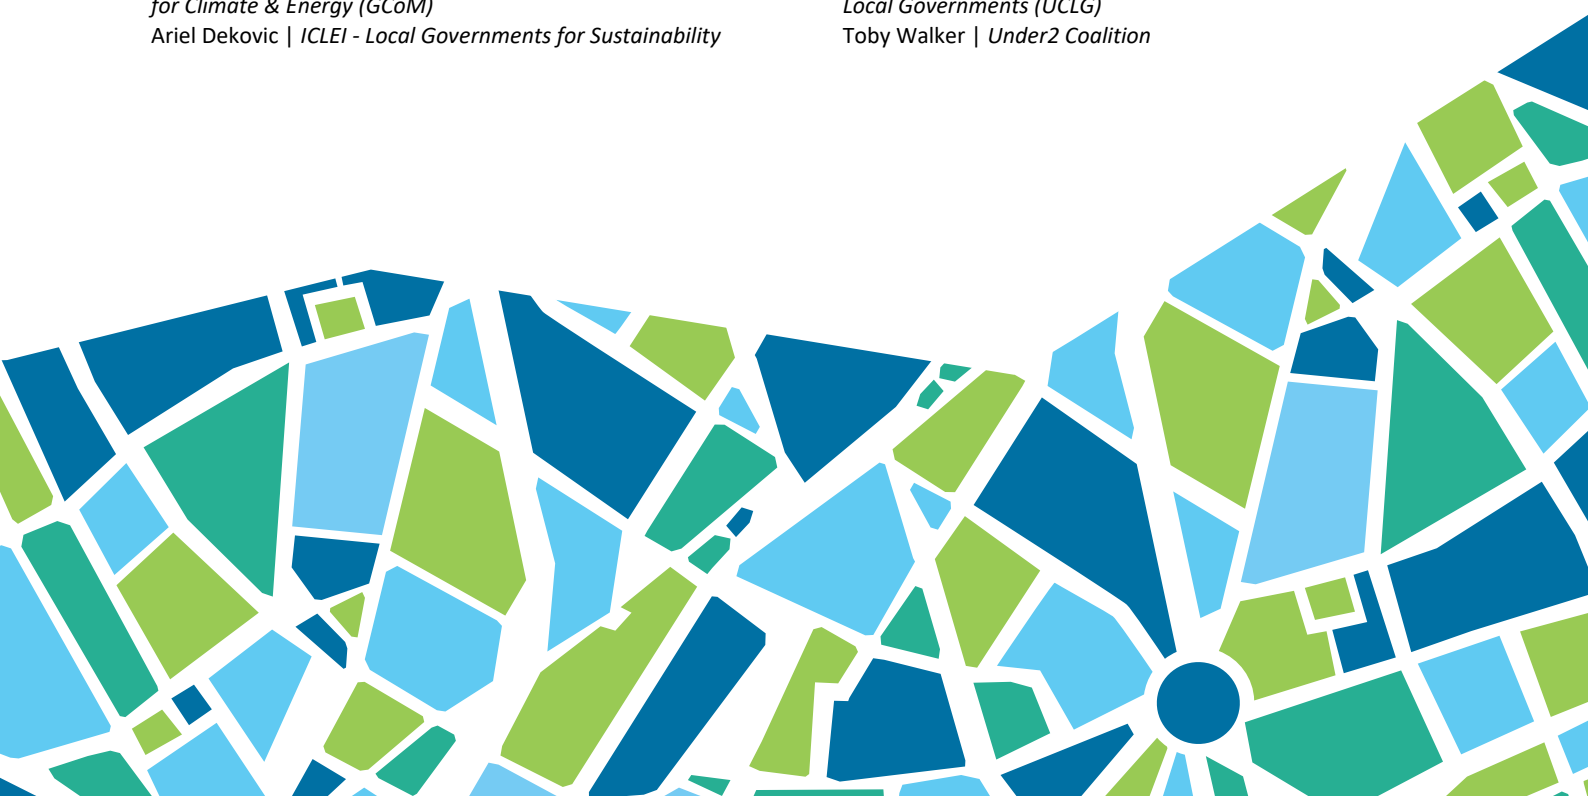 for Climate & Energy (GCoM)
Ariel Dekovic | ICLEI - Local Governments for Sustainability
Local Governments (UCLG)
Toby Walker | Under2 Coalition